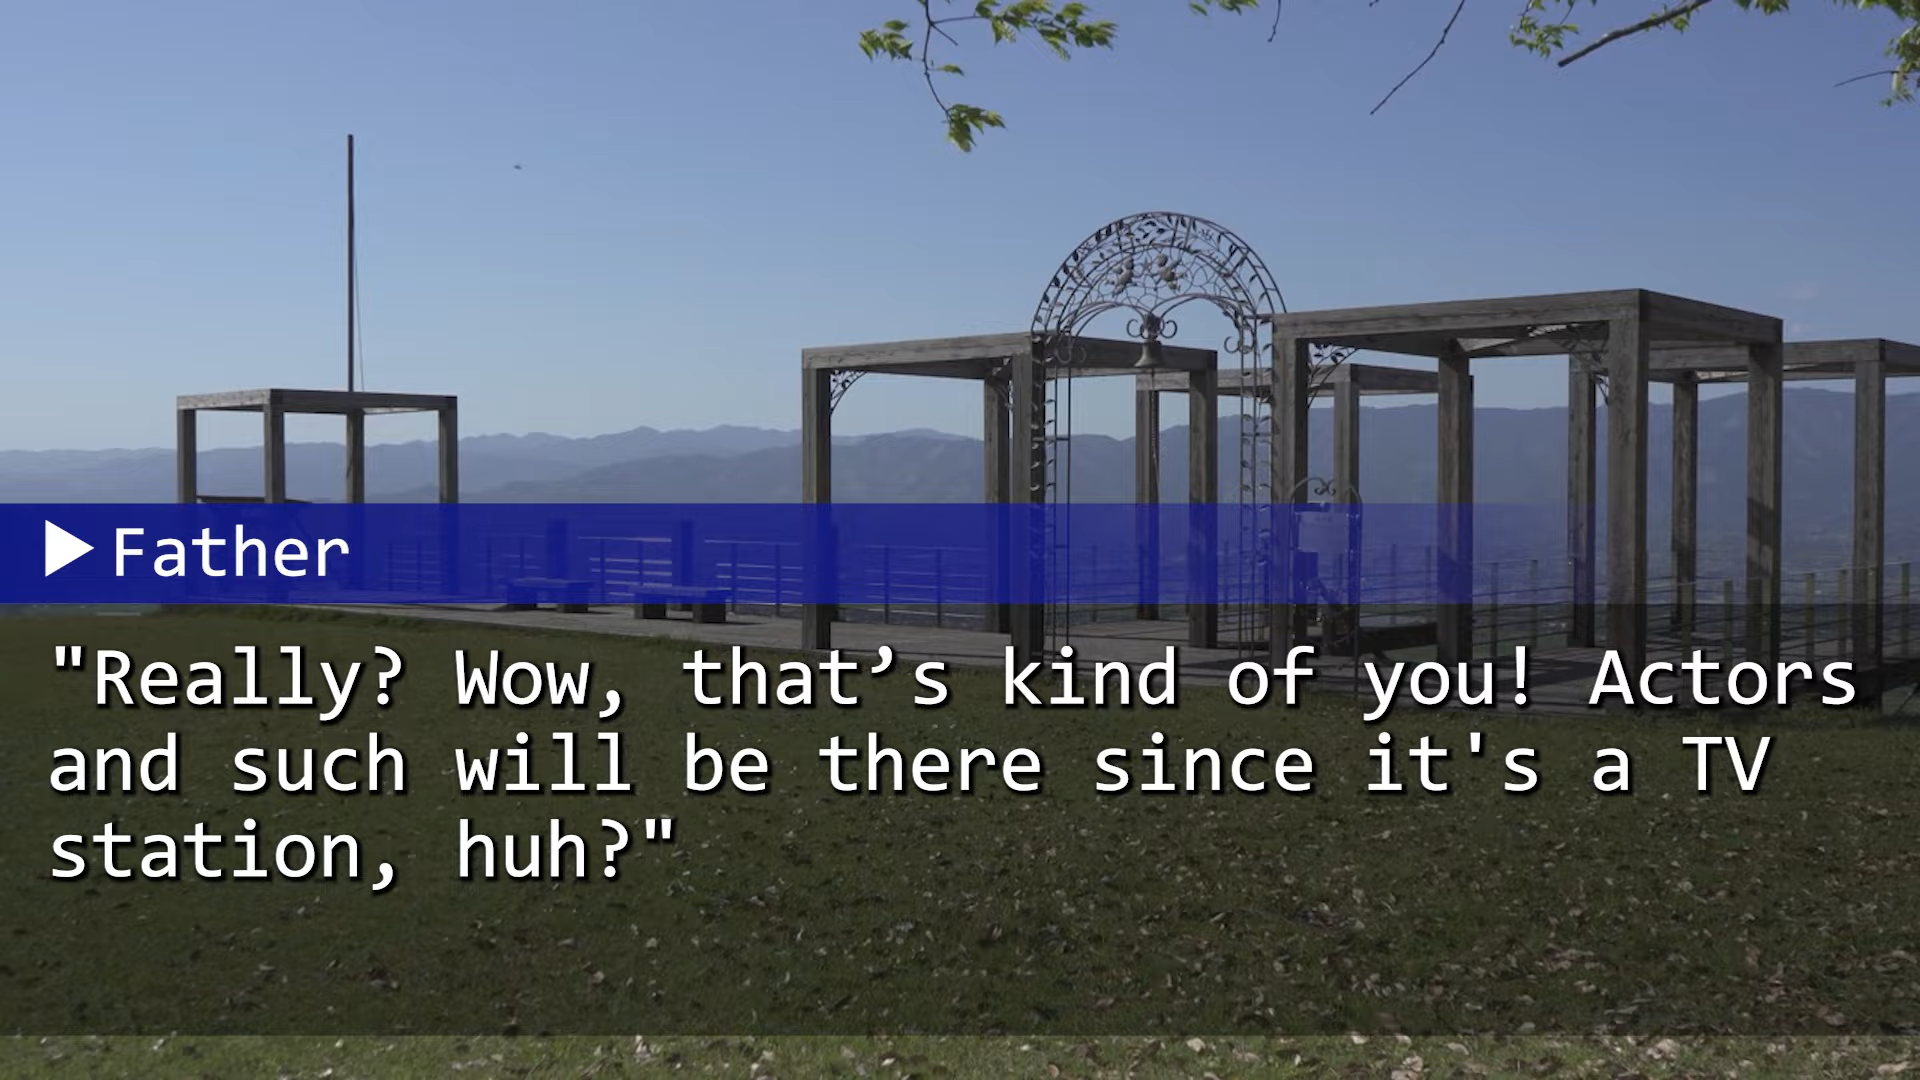 Father
"Really? Wow, that’s kind of you! Actors
and such will be there since it's a TV
station, huh?"